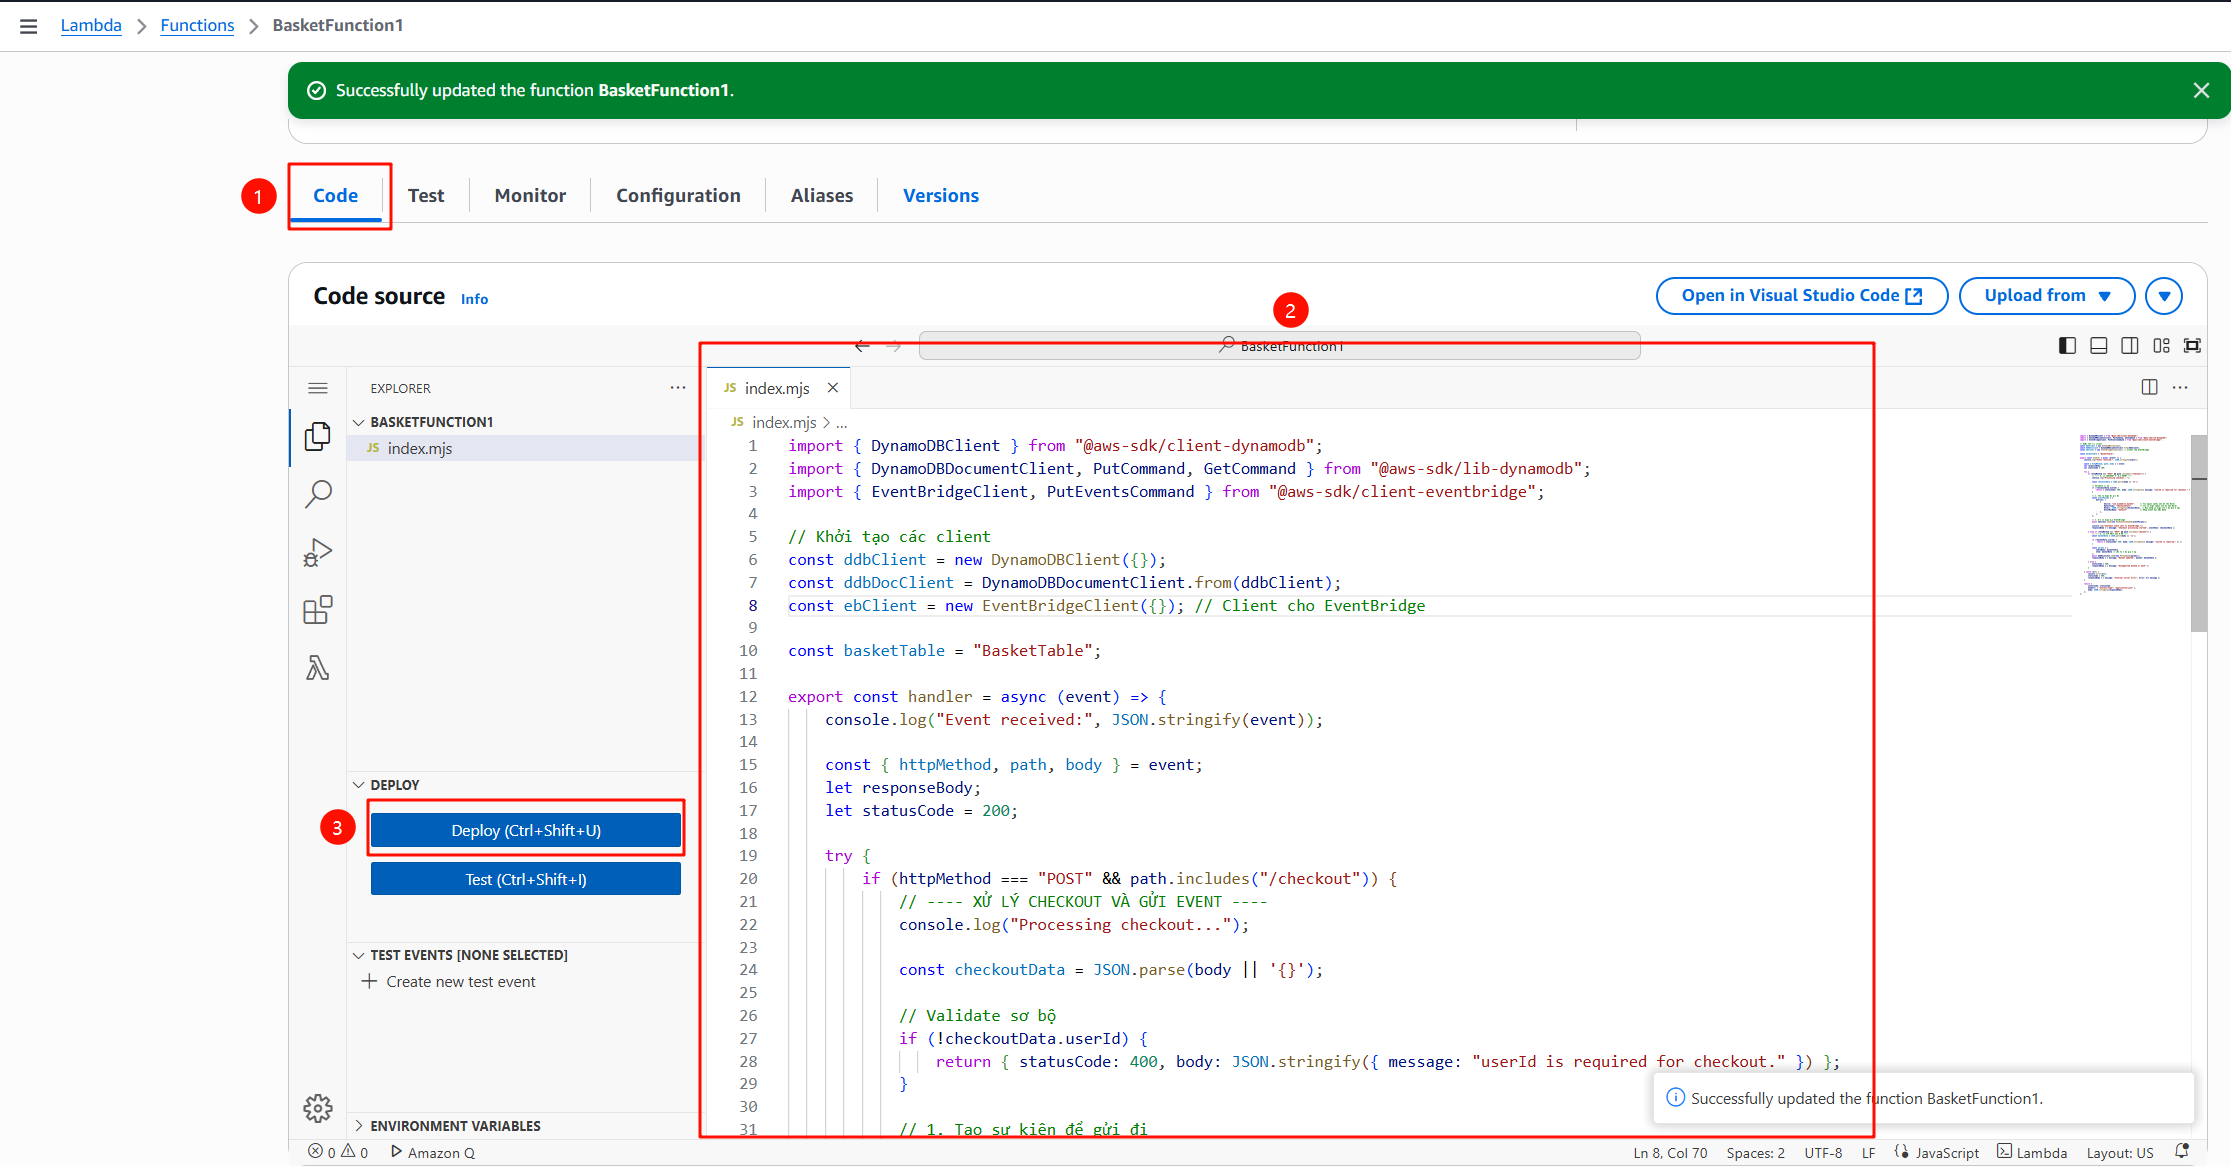 Lambda > Functions > BasketFunction1
Successfully updated the function BasketFunction1.
1
Code
Test
Monitor
Configuration
Aliases
Versions
Code source Info
2
Open in Visual Studio Code
Upload from
BasketFunction1
EXPLORER
BASKETFUNCTION1
JS index.mjs
DEPLOY
3
Deploy (Ctrl+Shift+U)
Test (Ctrl+Shift+I)
TEST EVENTS [NONE SELECTED]
Create new test event
ENVIRONMENT VARIABLES
JS index.mjs
JS index.mjs > ...
1 import { DynamoDBClient } from "@aws-sdk/client-dynamodb";
2 import { DynamoDBDocumentClient, PutCommand, GetCommand } from "@aws-sdk/lib-dynamodb";
3 import { EventBridgeClient, PutEventsCommand } from "@aws-sdk/client-eventbridge";
4
5 // Khởi tạo các client
6 const ddbClient = new DynamoDBClient({});
7 const ddbDocClient = DynamoDBDocumentClient.from(ddbClient);
8 const ebClient = new EventBridgeClient({}); // Client cho EventBridge
9
10 const basketTable = "BasketTable";
11
12 export const handler = async (event) => {
13 console.log("Event received:", JSON.stringify(event));
14
15 const { httpMethod, path, body } = event;
16 let responseBody;
17 let statusCode = 200;
18
19 try {
20 if (httpMethod === "POST" && path.includes("/checkout")) {
21 // ---- XỬ LÝ CHECKOUT VÀ GỬI EVENT ----
22 console.log("Processing checkout...");
23
24 const checkoutData = JSON.parse(body || '{}');
25
26 // Validate sơ bộ
27 if (!checkoutData.userId) {
28 return { statusCode: 400, body: JSON.stringify({ message: "userId is required for checkout." }) };
29 }
30
31 // 1. Tạo sự kiện để gửi đi
Successfully updated the function BasketFunction1.
0 0 Amazon Q
Ln 8, Col 70 Spaces: 2 UTF-8 LF JavaScript Lambda Layout: US